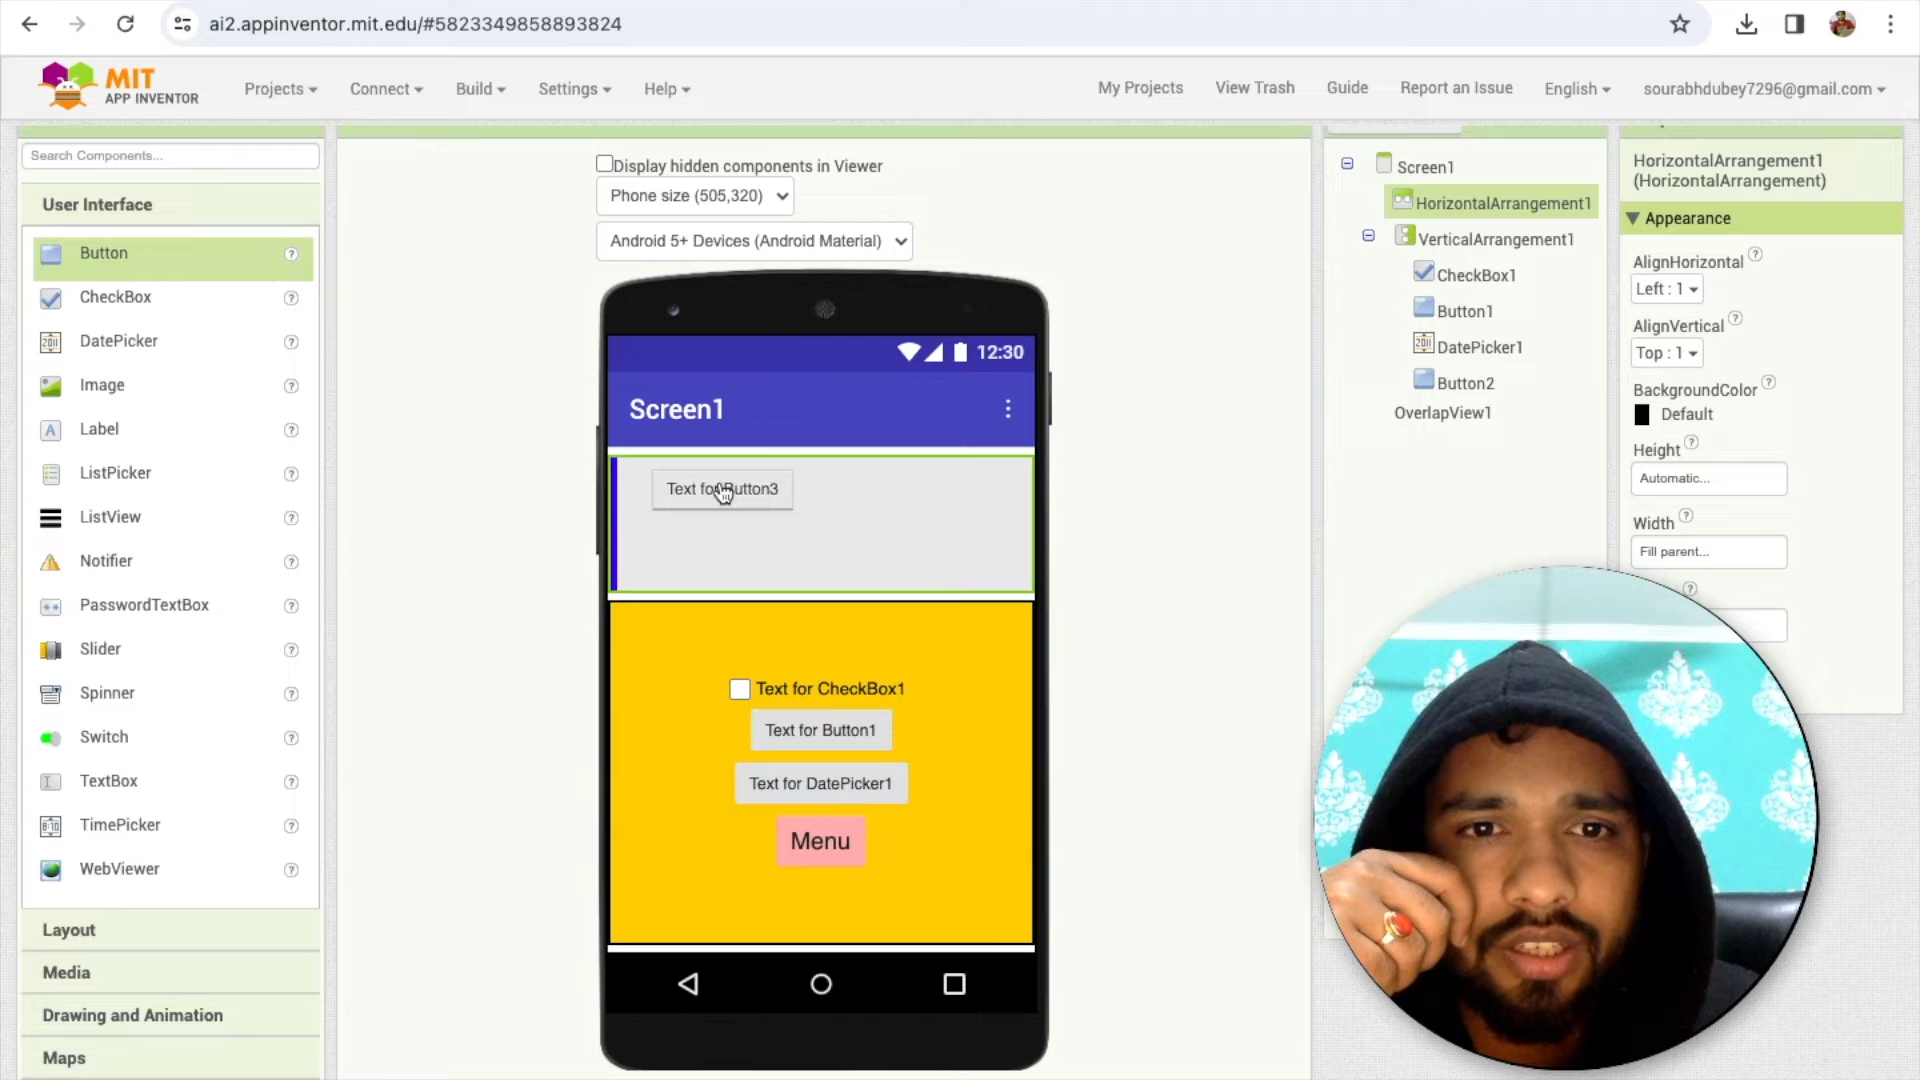 ai2.appinventor.mit.edu/#5823349858893824
MIT
APP INVENTOR
Projects
Connect
Build
Settings
Help
My Projects
View Trash
Guide
Report an Issue
English
sourabhdubey7296@gmail.com
Search Components...
User Interface
Button
CheckBox
DatePicker
Image
Label
ListPicker
ListView
Notifier
PasswordTextBox
Slider
Spinner
Switch
TextBox
TimePicker
WebViewer
Layout
Media
Drawing and Animation
Maps
Display hidden components in Viewer
Phone size (505,320)
Android 5+ Devices (Android Material)
12:30
Screen1
Text for Button3
Text for CheckBox1
Text for Button1
Text for DatePicker1
Menu
Screen1
HorizontalArrangement1
VerticalArrangement1
CheckBox1
Button1
DatePicker1
Button2
OverlapView1
HorizontalArrangement1
(HorizontalArrangement)
Appearance
AlignHorizontal
Left : 1
AlignVertical
Top : 1
BackgroundColor
Default
Height
Automatic...
Width
Fill parent...